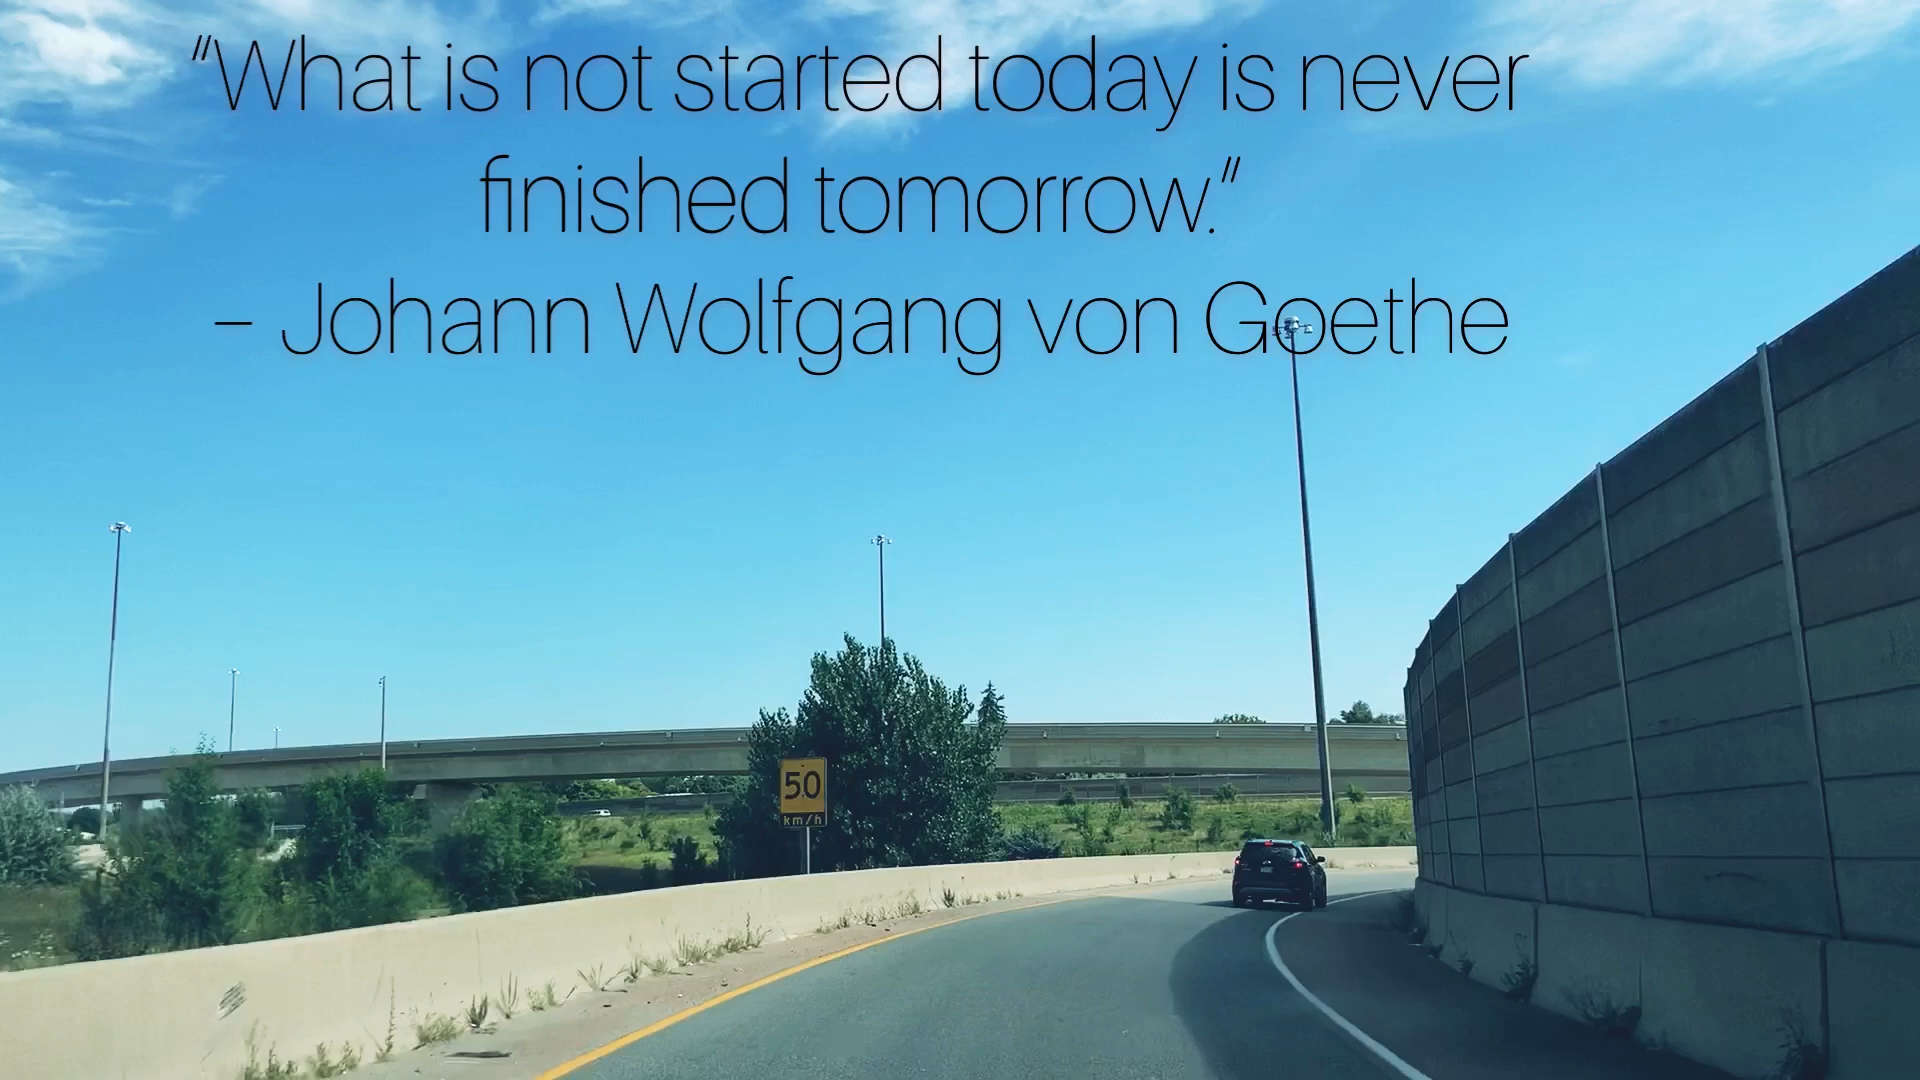 “What is not started today is never
finished tomorrow.”
– Johann Wolfgang von Goethe
50
km/h